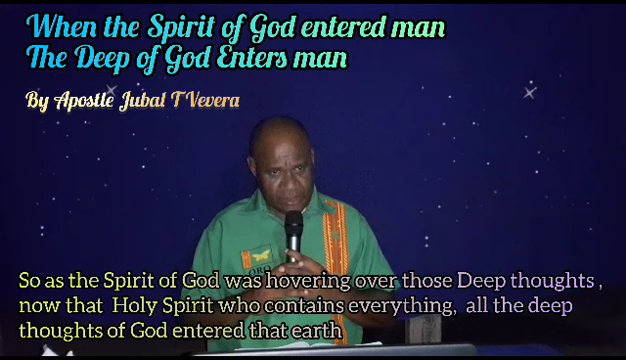 When the Spirit of God entered man
The Deep of God Enters man
By Apostle Jubal T Vevera
So as the Spirit of God was hovering over those Deep thoughts ,
now that Holy Spirit who contains everything, all the deep
thoughts of God entered that earth